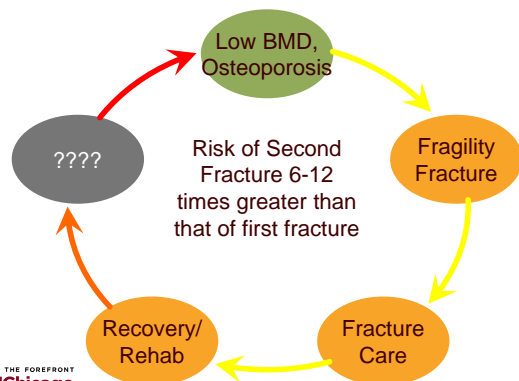 Low BMD,
Osteoporosis
Fragility
Fracture
Fracture
Care
Recovery/
Rehab
????
Risk of Second
Fracture 6-12
times greater than
that of first fracture
THE FOREFRONT